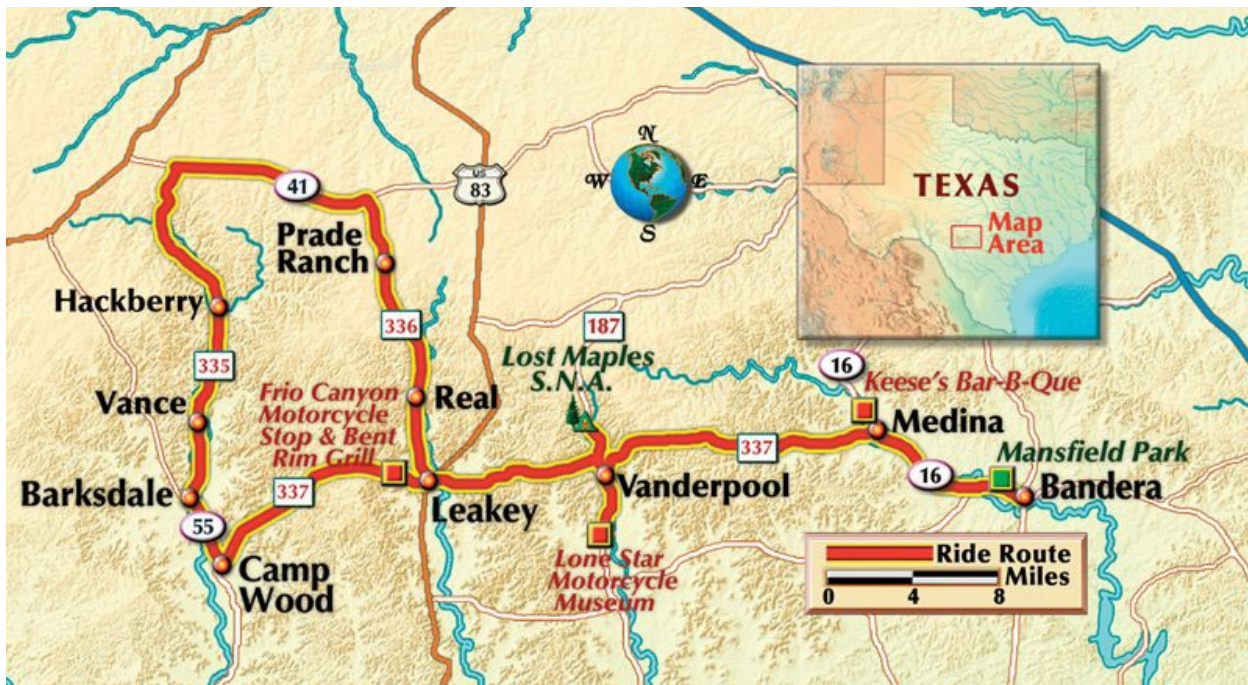 N
W
E
S
US
83
41
Prade
Ranch
TEXAS
Map
Area
Hackberry
336
187
335
Lost Maples
S.N.A.
16
Keese's Bar-B-Que
Frio Canyon
Motorcycle
Stop & Bent
Rim Grill
Real
Vance
Medina
337
Mansfield Park
Barksdale
337
Leakey
Vanderpool
16
Bandera
55
Camp
Wood
Lone Star
Motorcycle
Museum
Ride Route
Miles
0
4
8